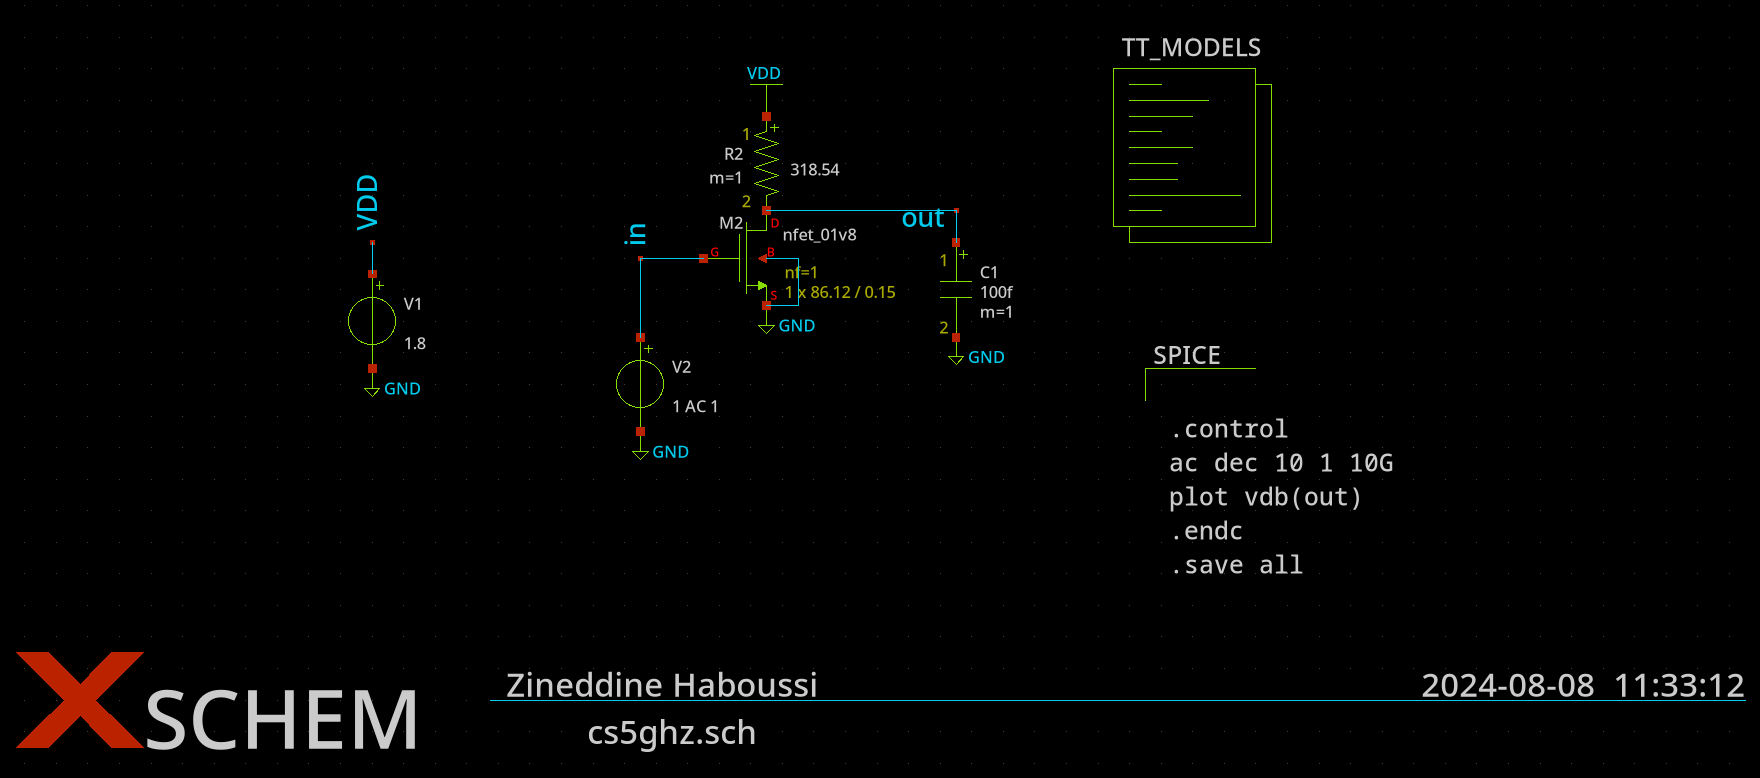 TT_MODELS
VDD
1
+
R2
318.54
m=1
2
VDD
in
M2
D
nfet_01v8
out
G
B
nf=1
1 x 86.12 / 0.15
S
GND
1
+
C1
100f
m=1
2
GND
+
V1
1.8
GND
+
V2
1 AC 1
GND
SPICE
.control
ac dec 10 1 10G
plot vdb(out)
.endc
.save all
XSCHEM
Zineddine Haboussi
2024-08-08 11:33:12
cs5ghz.sch